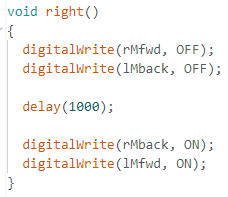 void right()
{
digitalWrite(rMfwd, OFF);
digitalWrite(lMback, OFF);
delay(1000);
digitalWrite(rMback, ON);
digitalWrite(lMfwd, ON);
}